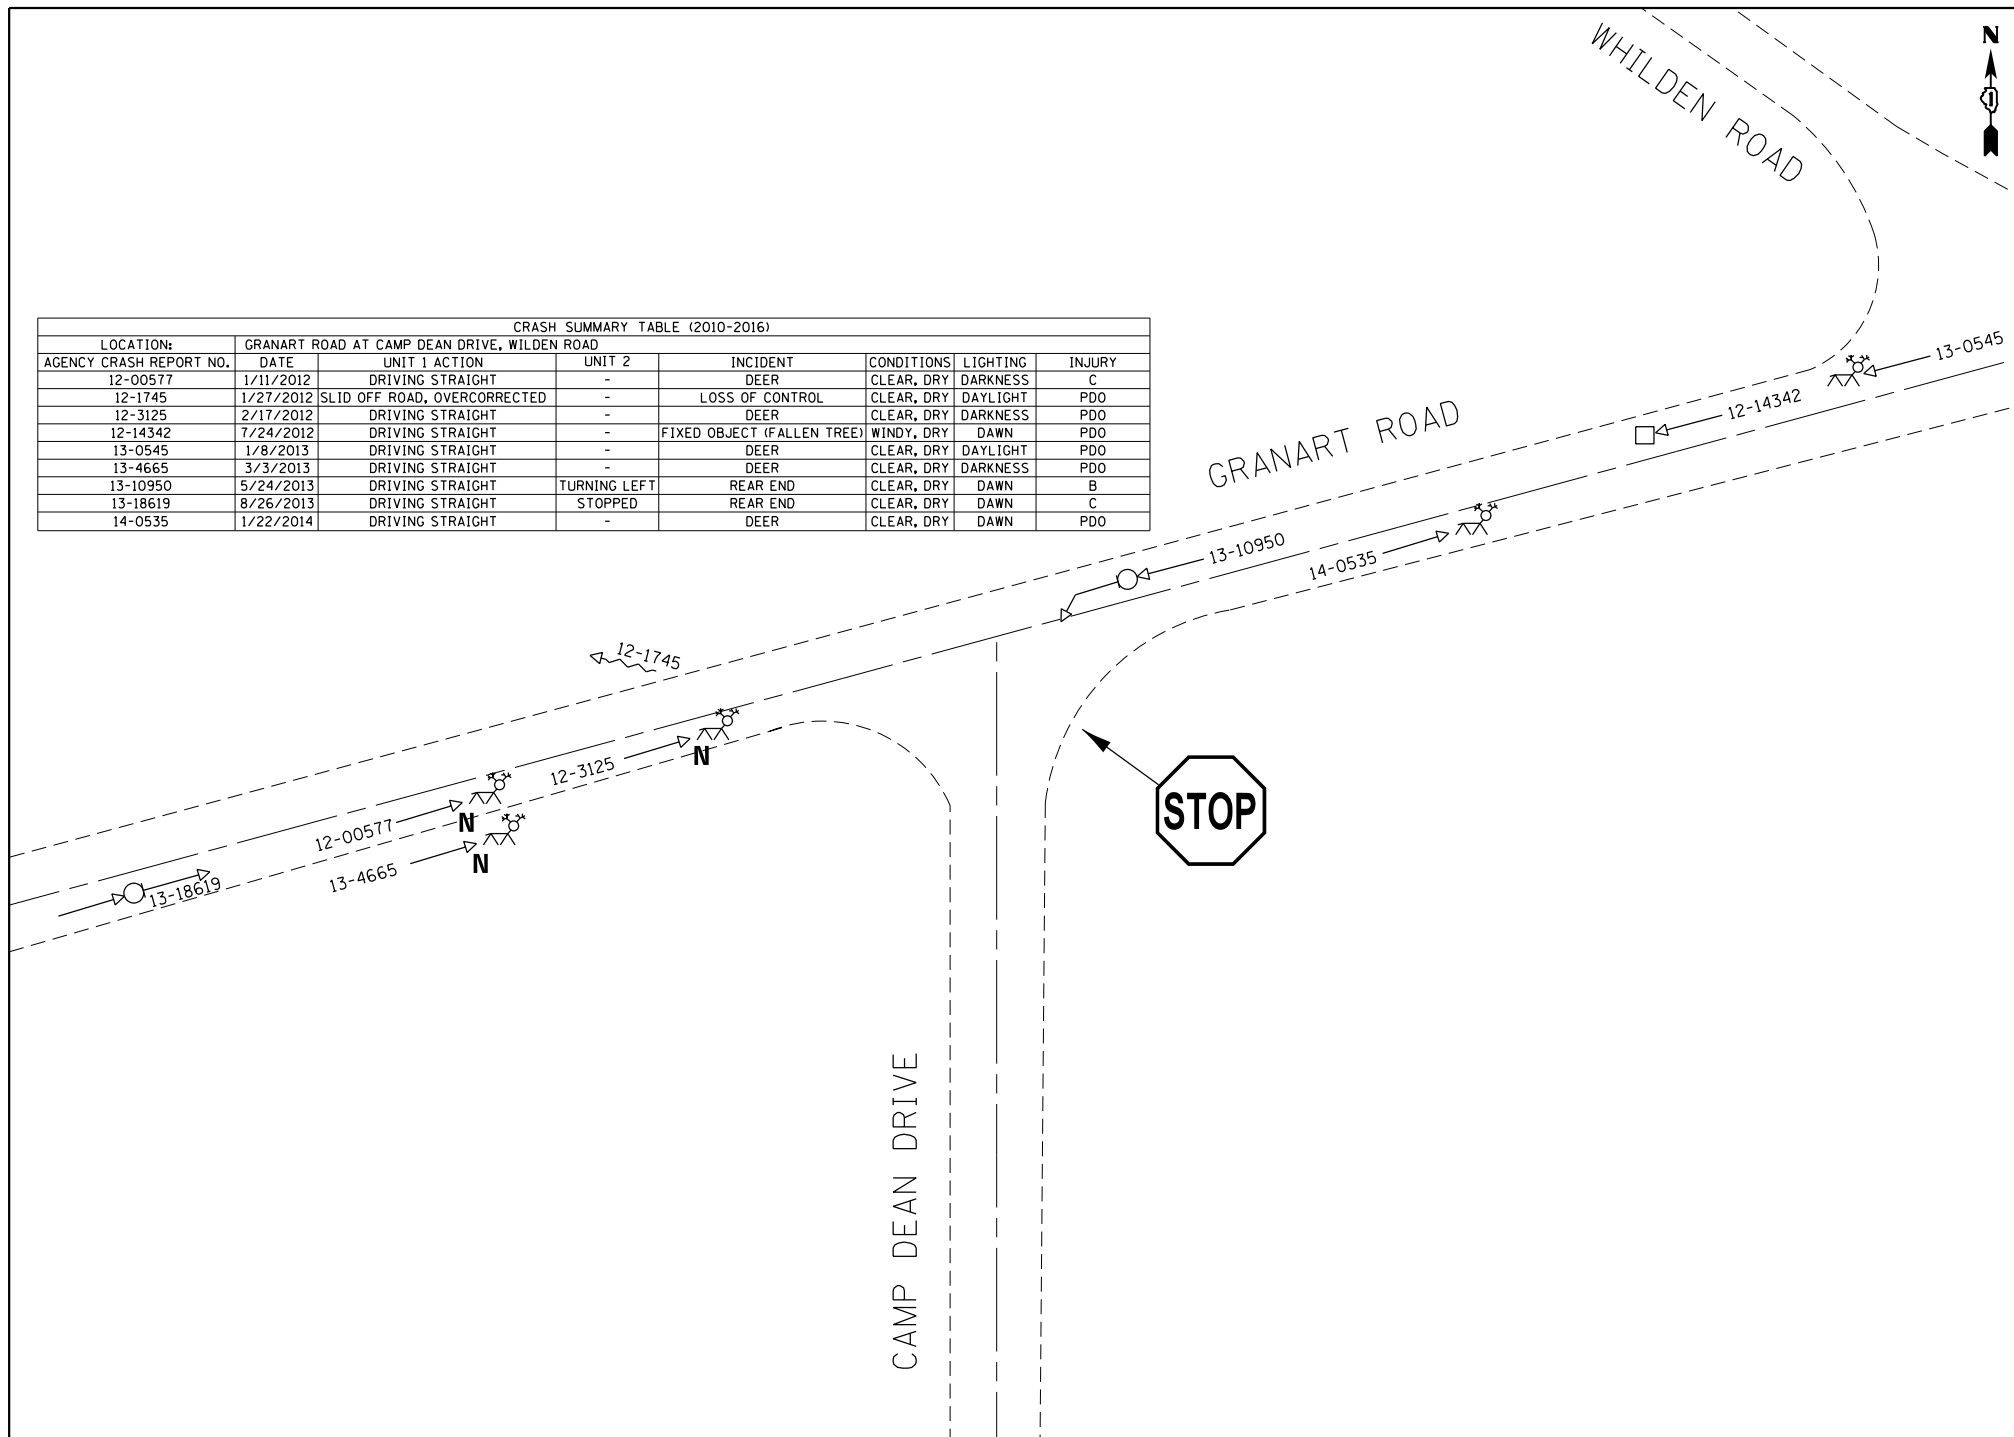 WHILDEN ROAD
N
1
CRASH SUMMARY TABLE (2010-2016)
LOCATION: GRANART ROAD AT CAMP DEAN DRIVE, WILDEN ROAD
AGENCY CRASH REPORT NO. DATE UNIT 1 ACTION UNIT 2 INCIDENT CONDITIONS LIGHTING INJURY
12-00577 1/11/2012 DRIVING STRAIGHT - DEER CLEAR, DRY DARKNESS C
12-1745 1/27/2012 SLID OFF ROAD, OVERCORRECTED - LOSS OF CONTROL CLEAR, DRY DAYLIGHT PDO
12-3125 2/17/2012 DRIVING STRAIGHT - DEER CLEAR, DRY DARKNESS PDO
12-14342 7/24/2012 DRIVING STRAIGHT - FIXED OBJECT (FALLEN TREE) WINDY, DRY DAWN PDO
13-0545 1/8/2013 DRIVING STRAIGHT - DEER CLEAR, DRY DAYLIGHT PDO
13-4665 3/3/2013 DRIVING STRAIGHT - DEER CLEAR, DRY DARKNESS PDO
13-10950 5/24/2013 DRIVING STRAIGHT TURNING LEFT REAR END CLEAR, DRY DAWN B
13-18619 8/26/2013 DRIVING STRAIGHT STOPPED REAR END CLEAR, DRY DAWN C
14-0535 1/22/2014 DRIVING STRAIGHT - DEER CLEAR, DRY DAWN PDO
13-0545
12-14342
GRANART ROAD
13-10950
14-0535
12-1745
12-3125
N
12-00577
N
13-4665
N
13-18619
STOP
CAMP DEAN DRIVE